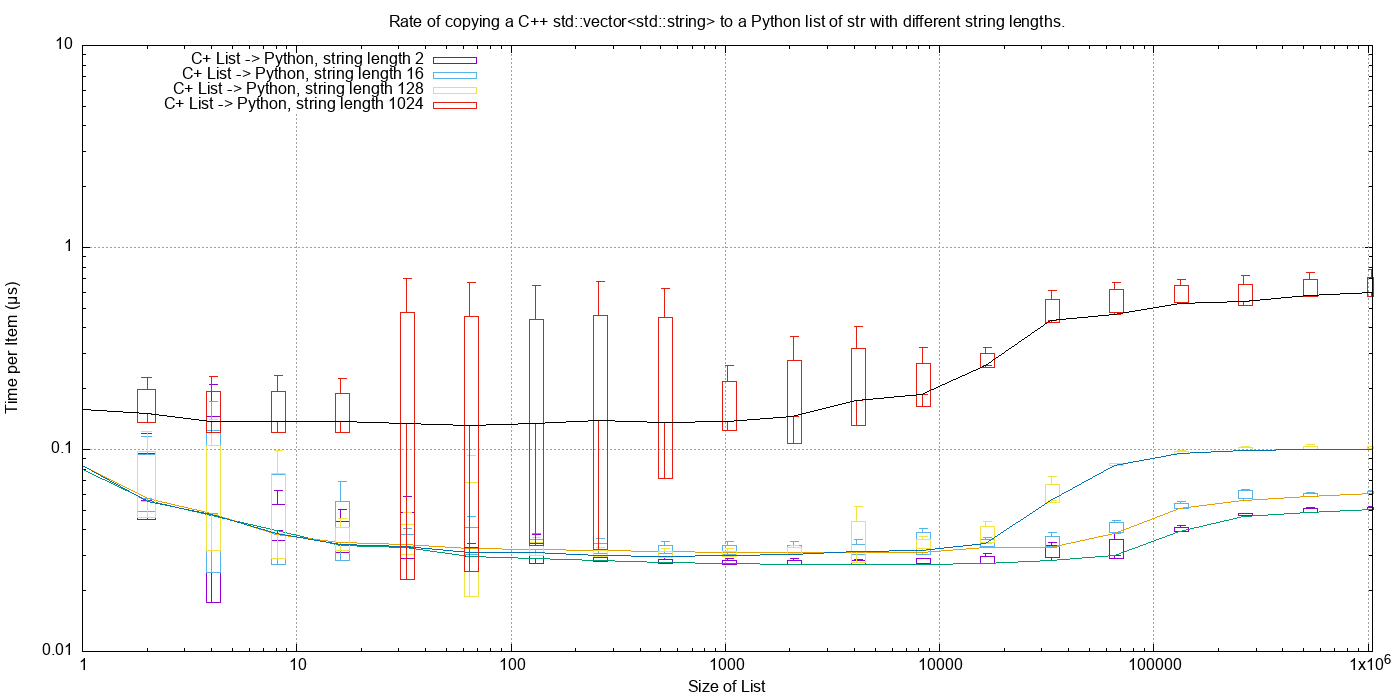 Rate of copying a C++ std::vector<std::string> to a Python list of str with different string lengths.
C+ List -> Python, string length 2
C+ List -> Python, string length 16
C+ List -> Python, string length 128
C+ List -> Python, string length 1024
10
1
0.1
0.01
Time per Item (µs)
1
10
100
1000
10000
100000
1x10⁶
Size of List